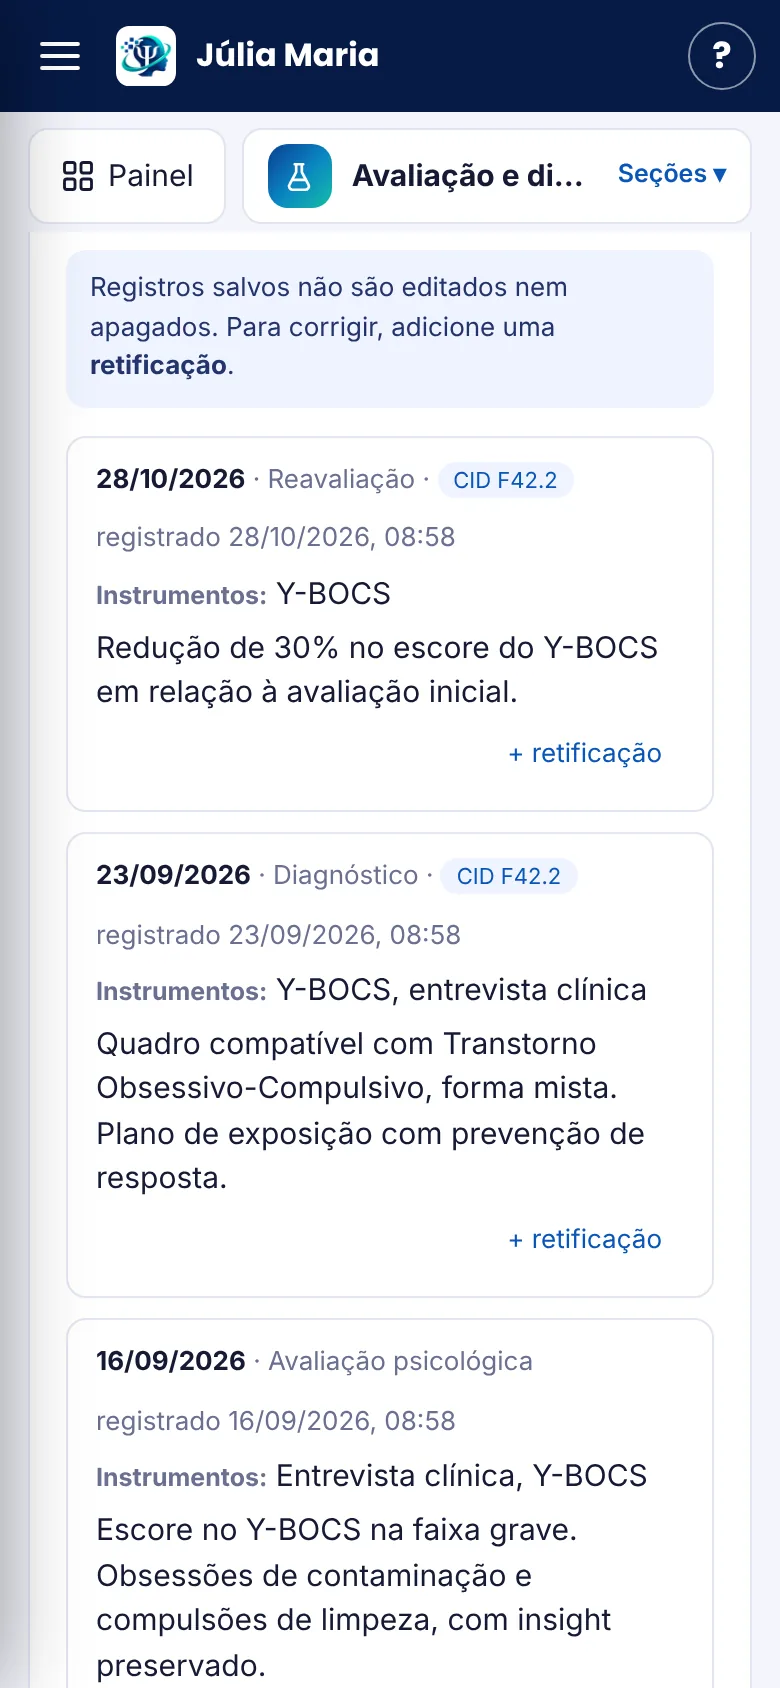 Júlia Maria
?
Painel
Avaliação e di...
Seções ▾
Registros salvos não são editados nem
apagados. Para corrigir, adicione uma
retificação.
28/10/2026 · Reavaliação · CID F42.2
registrado 28/10/2026, 08:58
Instrumentos: Y-BOCS
Redução de 30% no escore do Y-BOCS
em relação à avaliação inicial.
+ retificação
23/09/2026 · Diagnóstico · CID F42.2
registrado 23/09/2026, 08:58
Instrumentos: Y-BOCS, entrevista clínica
Quadro compatível com Transtorno
Obsessivo-Compulsivo, forma mista.
Plano de exposição com prevenção de
resposta.
+ retificação
16/09/2026 · Avaliação psicológica
registrado 16/09/2026, 08:58
Instrumentos: Entrevista clínica, Y-BOCS
Escore no Y-BOCS na faixa grave.
Obsessões de contaminação e
compulsões de limpeza, com insight
preservado.